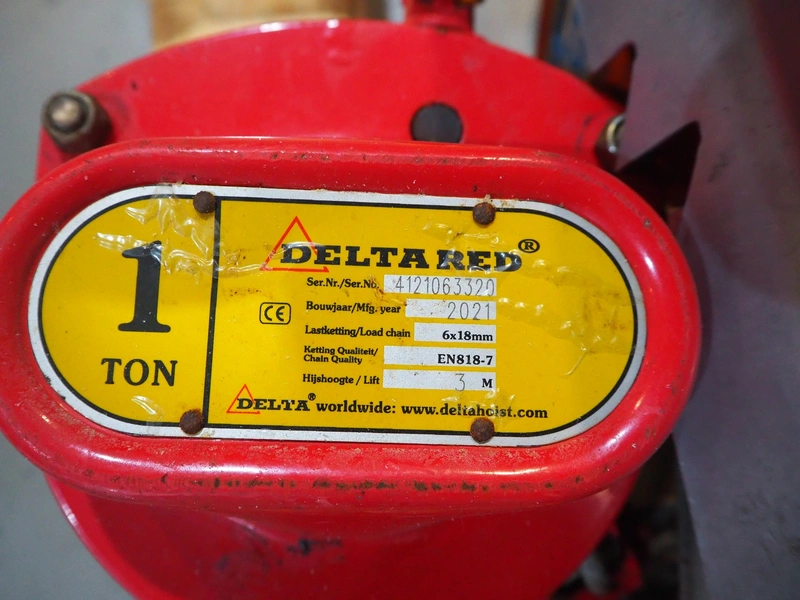 1
TON
DELTA RED®
Ser.Nr./Ser.No. 4121063320
Bouwjaar/Mfg. year 2021
CE
Lastketting/Load chain 6x18mm
Ketting Qualiteit/
Chain Quality EN818-7
Hijshoogte / Lift 3 M
DELTA® worldwide: www.deltahoist.com